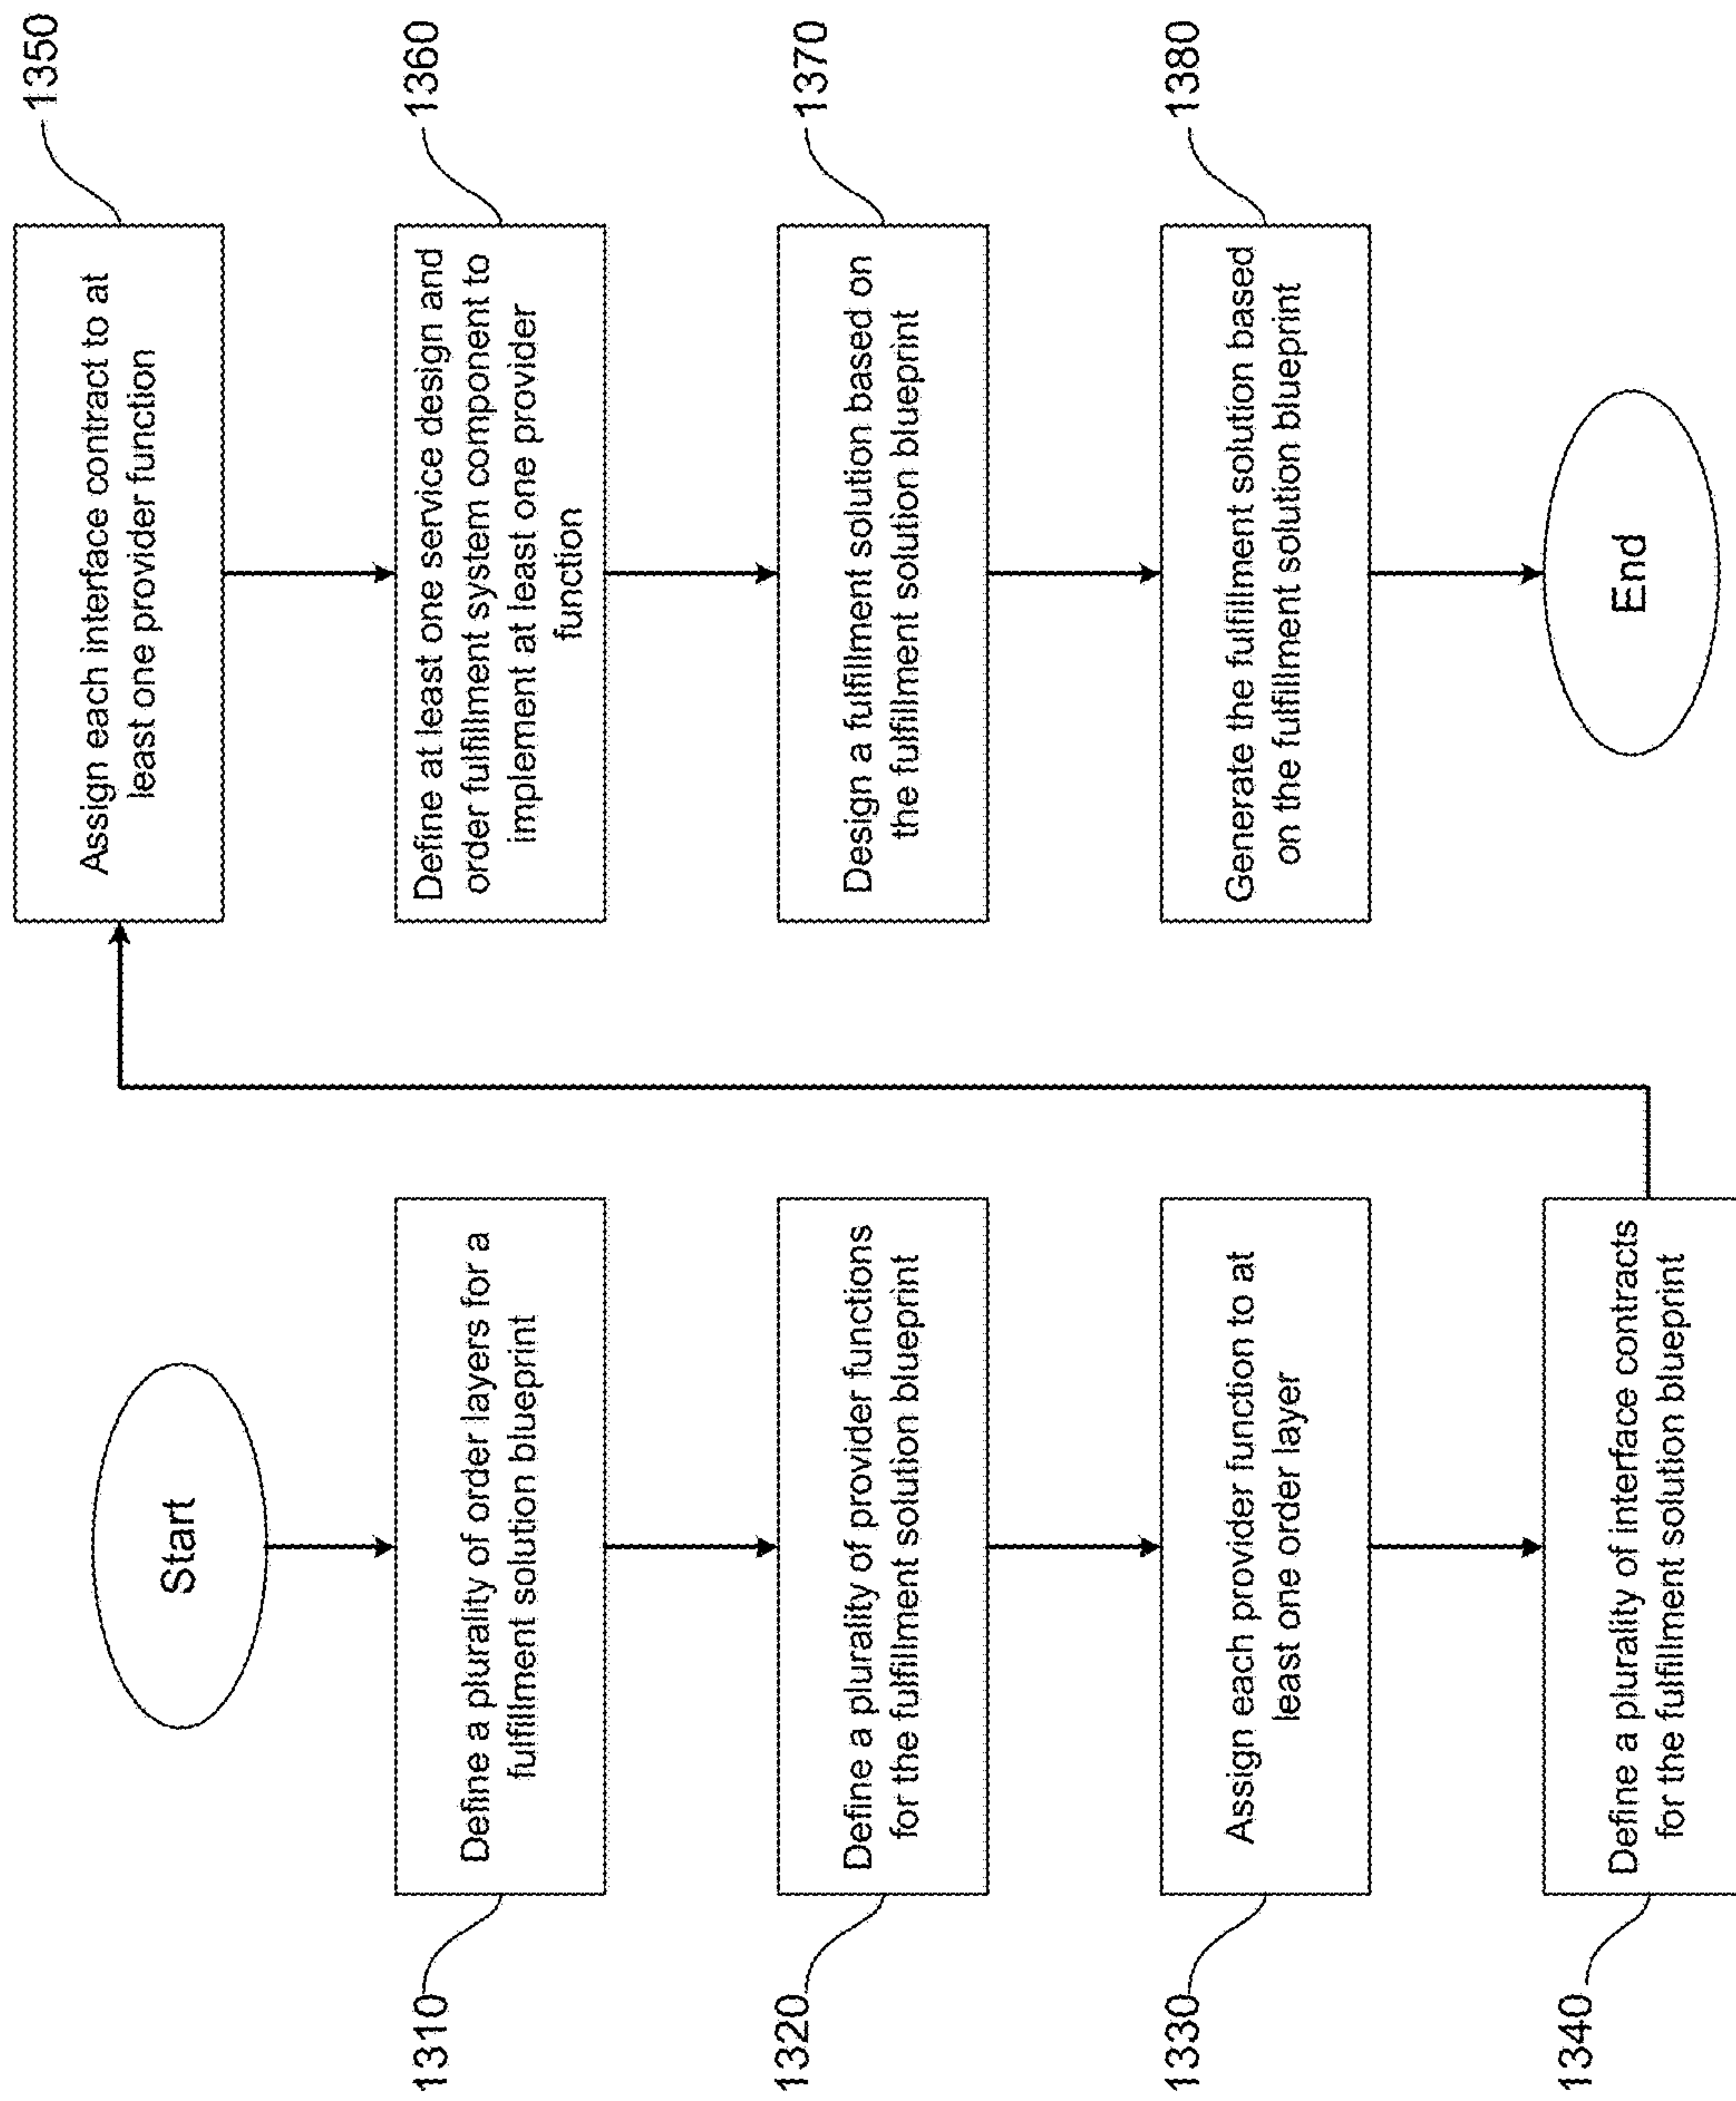 Start
1310
Define a plurality of order layers for a
fulfillment solution blueprint
1320
Define a plurality of provider functions
for the fulfillment solution blueprint
1330
Assign each provider function to at
least one order layer
1340
Define a plurality of interface contracts
for the fulfillment solution blueprint
1350
Assign each interface contract to at
least one provider function
1360
Define at least one service design and
order fulfillment system component to
implement at least one provider
function
1370
Design a fulfillment solution based on
the fulfillment solution blueprint
1380
Generate the fulfillment solution based
on the fulfillment solution blueprint
End